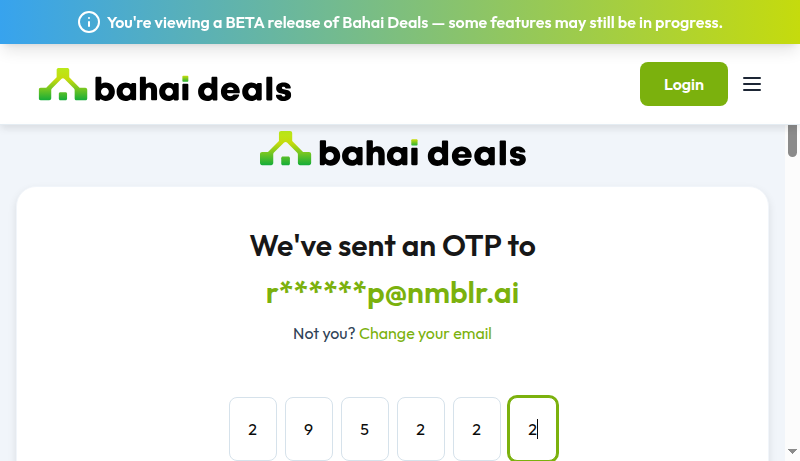 You're viewing a BETA release of Bahai Deals — some features may still be in progress.
bahai deals
Login
bahai deals
We've sent an OTP to
r******p@nmblr.ai
Not you? Change your email
2 9 5 2 2 2